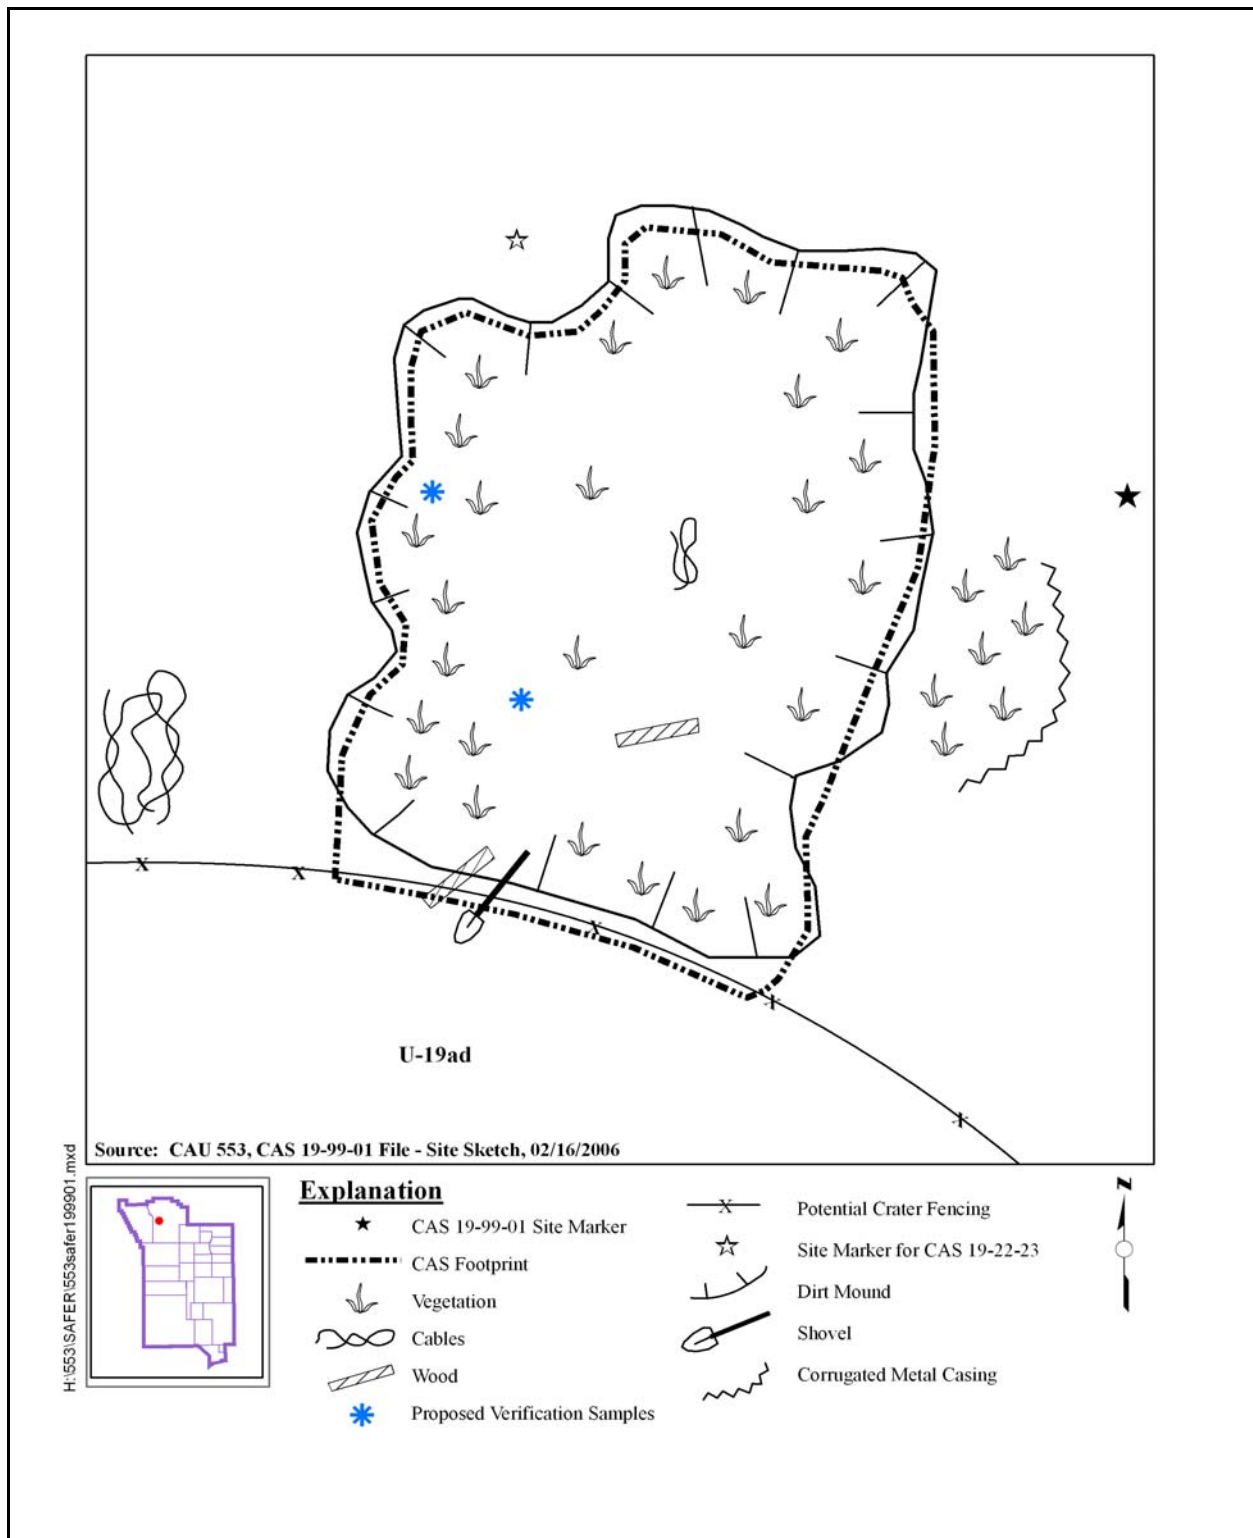 X
X
X
X
X
U-19ad
Source: CAU 553, CAS 19-99-01 File - Site Sketch, 02/16/2006
H:\553\SAFER\553safer199901.mxd
Explanation
CAS 19-99-01 Site Marker
CAS Footprint
Vegetation
Cables
Wood
Proposed Verification Samples
X
Potential Crater Fencing
Site Marker for CAS 19-22-23
Dirt Mound
Shovel
Corrugated Metal Casing
N